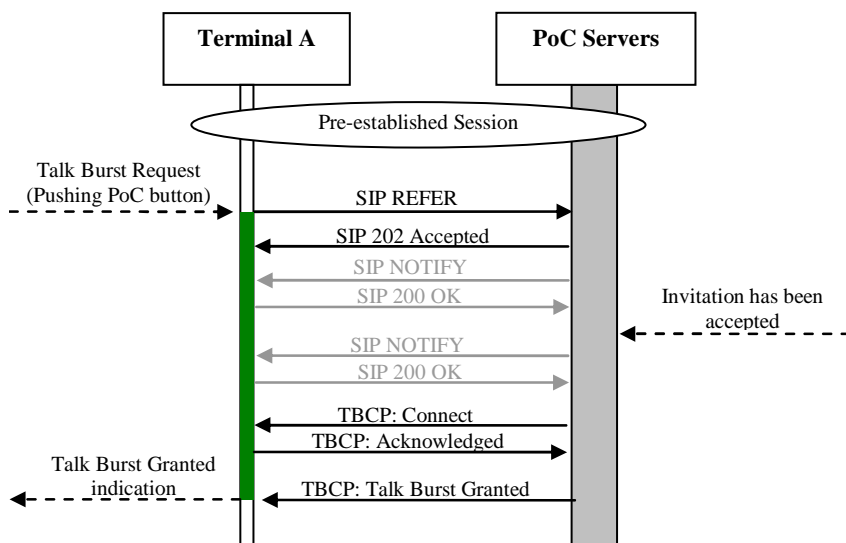 Terminal A
PoC Servers
Pre-established Session
Talk Burst Request
(Pushing PoC button)
SIP REFER
SIP 202 Accepted
SIP NOTIFY
SIP 200 OK
Invitation has been
accepted
SIP NOTIFY
SIP 200 OK
TBCP: Connect
TBCP: Acknowledged
Talk Burst Granted
indication
TBCP: Talk Burst Granted